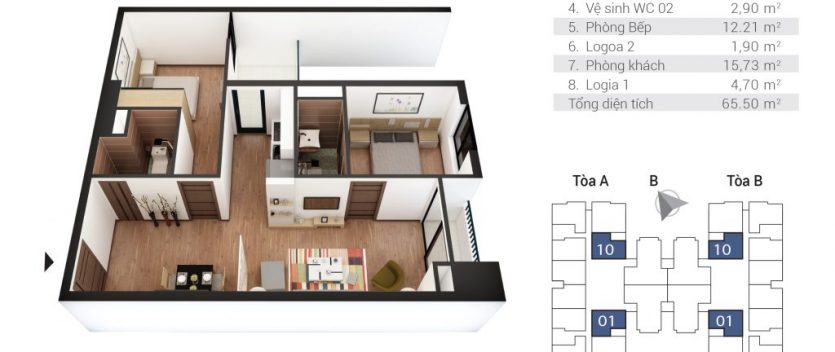 4. Vệ sinh WC 02 2,90 m²
5. Phòng Bếp 12.21 m²
6. Logoa 2 1,90 m²
7. Phòng khách 15,73 m²
8. Logia 1 4,70 m²
Tổng diện tích 65.50 m²
Tòa A B Tòa B
10 10
01 01